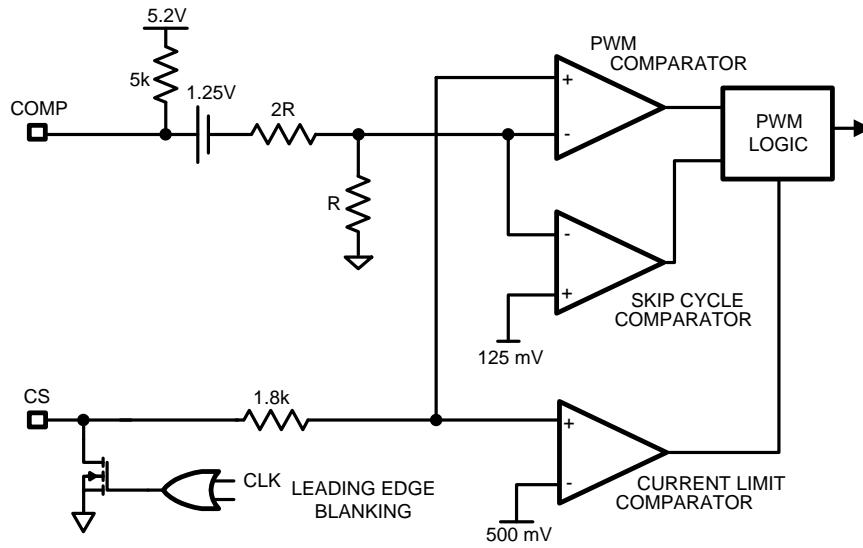 5.2V
5k
1.25V
COMP
2R
R
PWM
COMPARATOR
+
-
PWM
LOGIC
-
+
125 mV
SKIP CYCLE
COMPARATOR
CS
1.8k
+
-
500 mV
CLK
LEADING EDGE
BLANKING
CURRENT LIMIT
COMPARATOR